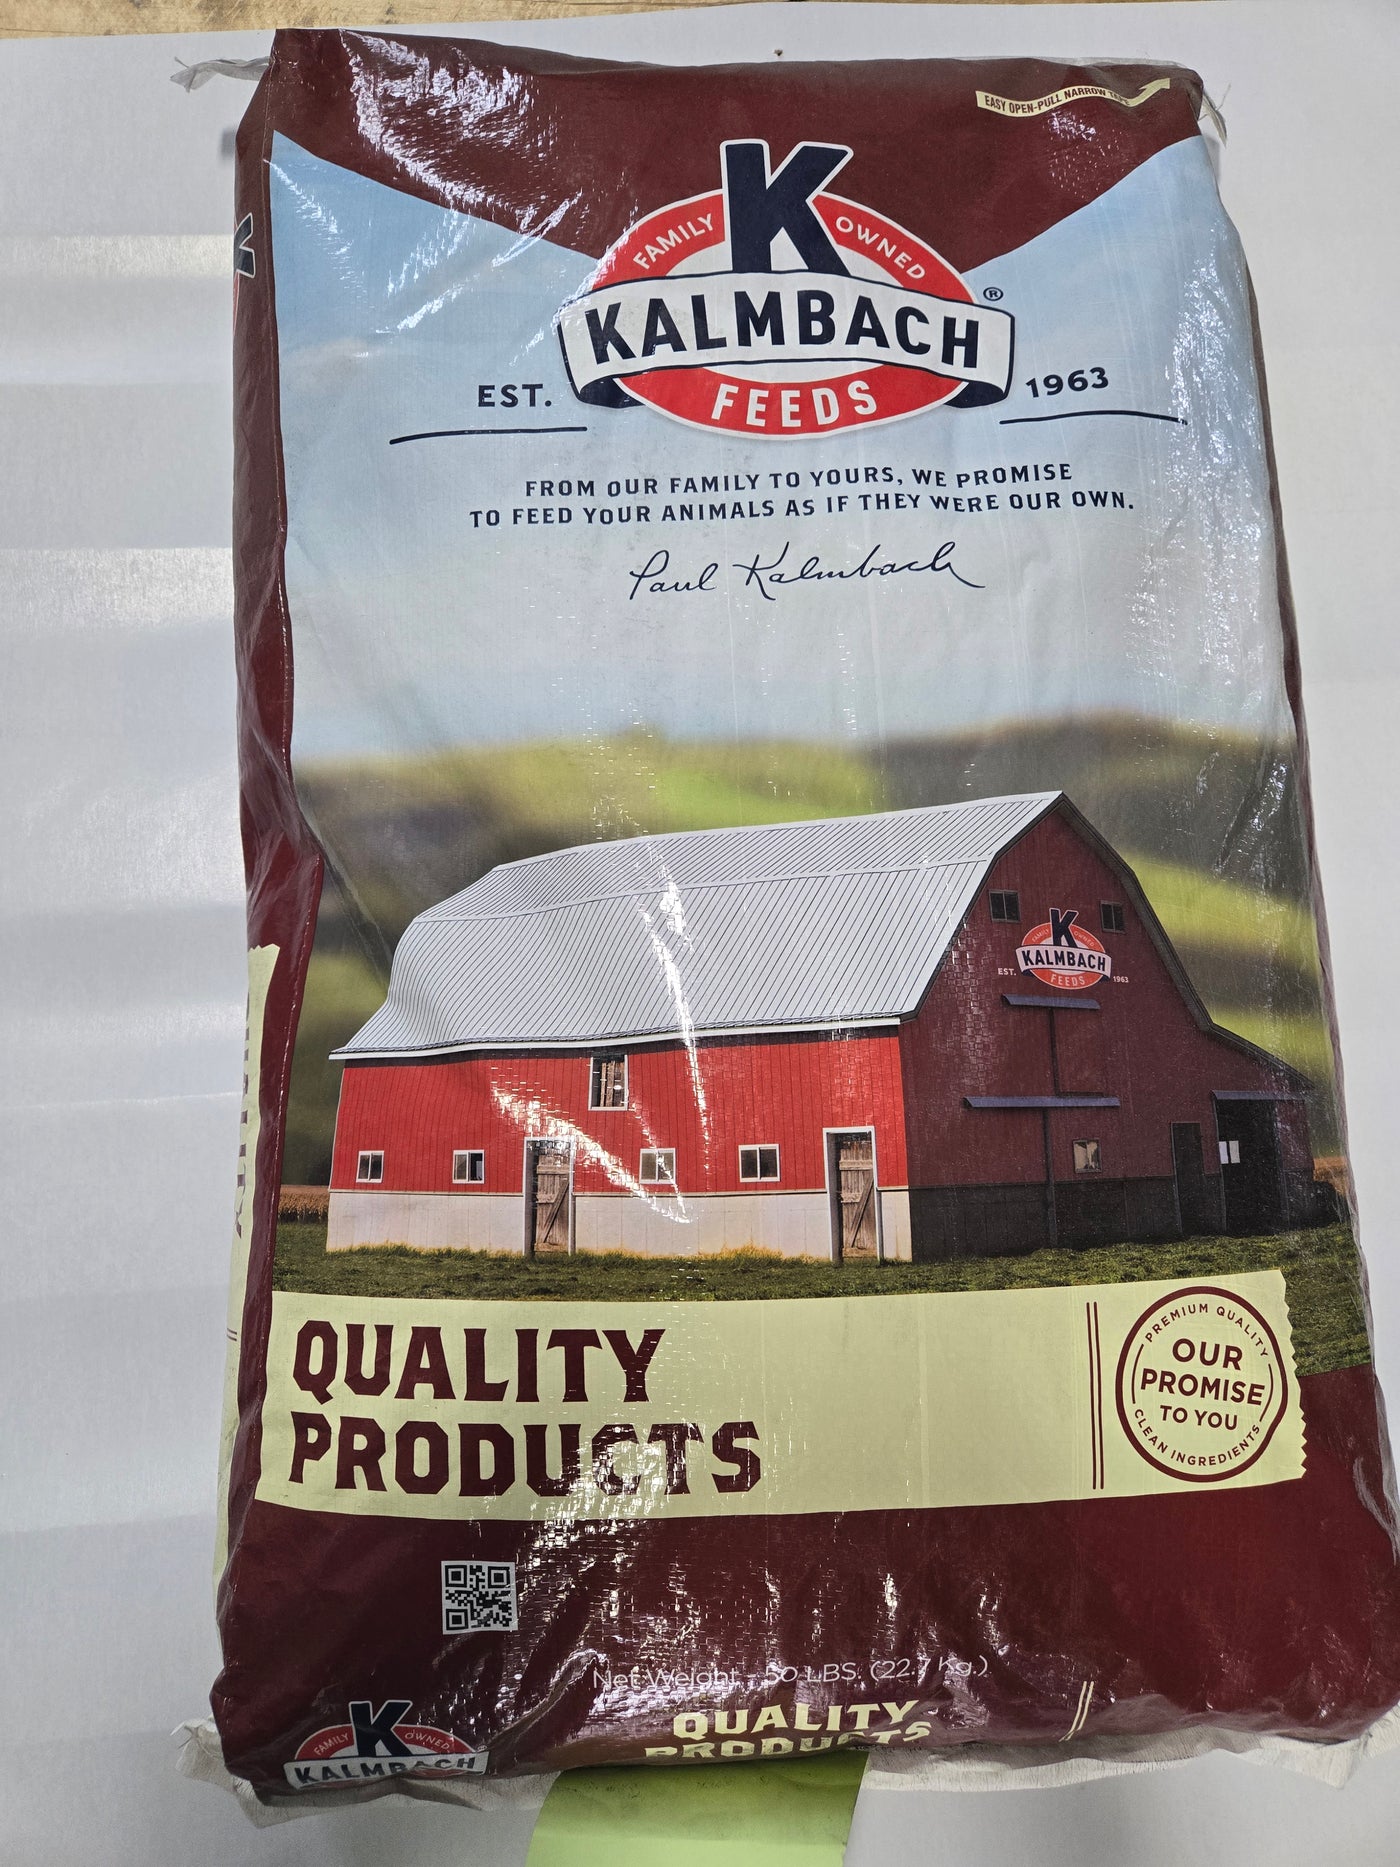 EASY OPEN-PULL NARROW TAPE
K
FAMILY OWNED
KALMBACH
®
FEEDS
EST.
1963
FROM OUR FAMILY TO YOURS, WE PROMISE
TO FEED YOUR ANIMALS AS IF THEY WERE OUR OWN.
Paul Kalmbach
K
FAMILY OWNED
KALMBACH
FEEDS
EST.
1963
QUALITY
PRODUCTS
PREMIUM QUALITY
OUR
PROMISE
TO YOU
CLEAN INGREDIENTS
Net Weight - 50 LBS. (22.7 kg.)
QUALITY
PRODUCTS
K
FAMILY OWNED
KALMBACH